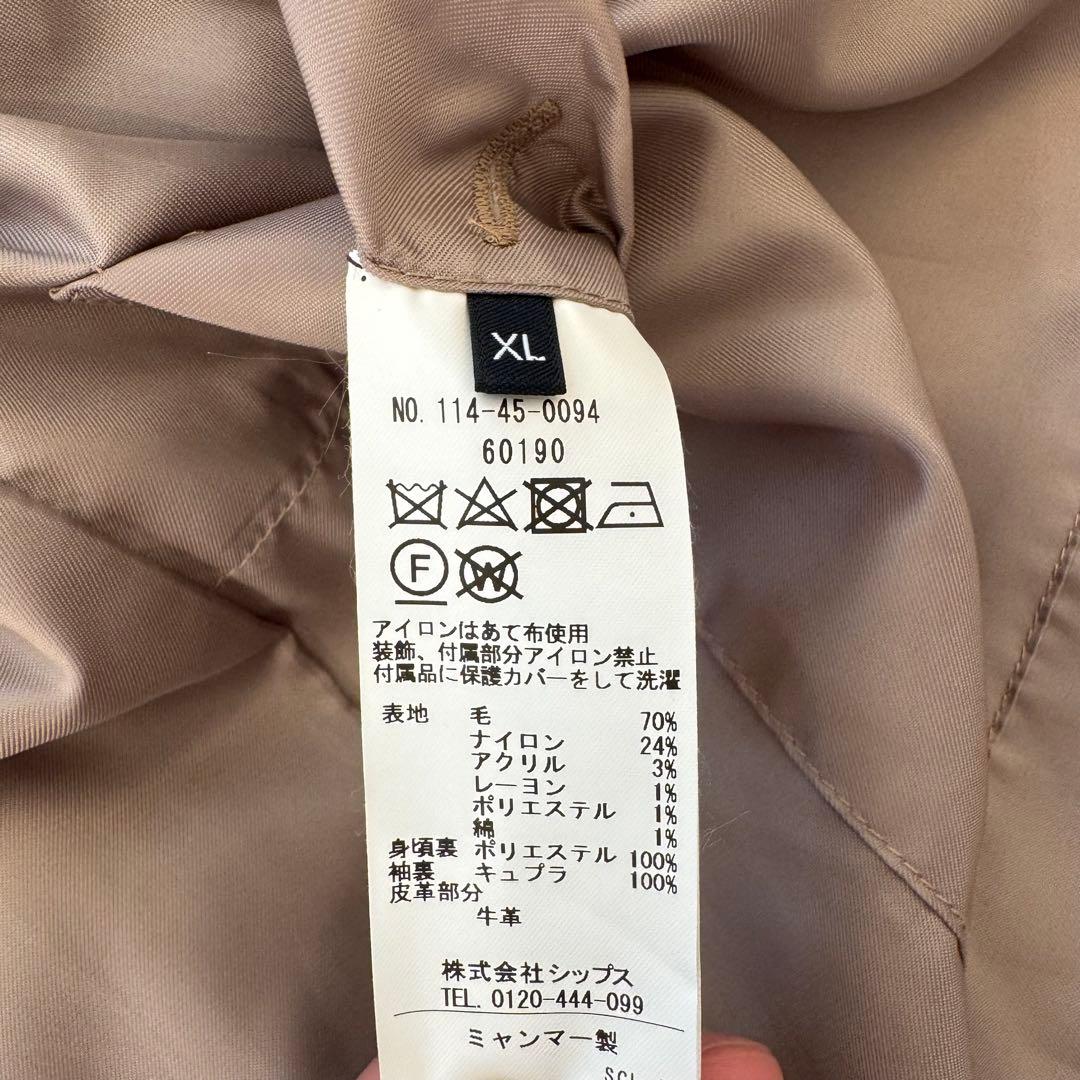 XL
NO. 114-45-0094
60190
F W
アイロンはあて布使用
装飾、付属部分アイロン禁止
付属品に保護カバーをして洗濯
表地 毛 70%
ナイロン 24%
アクリル 3%
レーヨン 1%
ポリエステル 1%
綿 1%
身頃裏 ポリエステル 100%
袖裏 キュプラ 100%
皮革部分
牛革
株式会社シップス
TEL. 0120-444-099
ミャンマー製